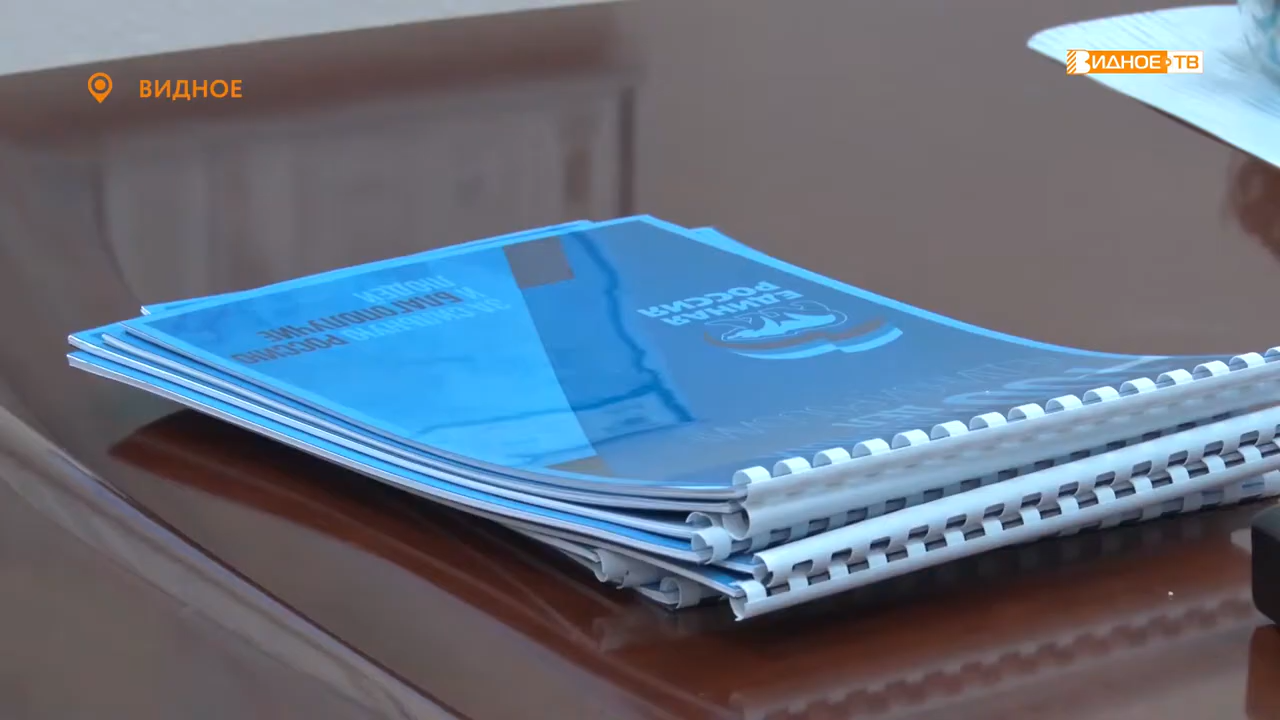 ВИДНОЕ
ВИДНОЕ ТВ
ЕДИНАЯ
РОССИЯ
ЗА СИЛЬНУЮ РОССИЮ
И БЛАГОПОЛУЧИЕ
ЛЮДЕЙ